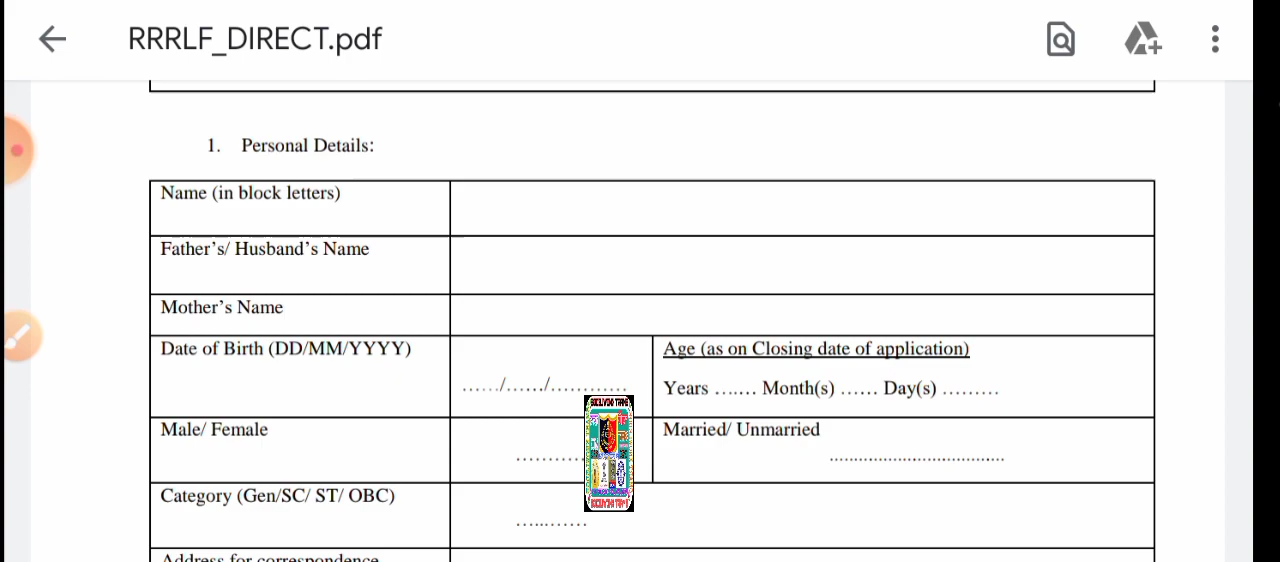 RRRLF_DIRECT.pdf
1. Personal Details:
Name (in block letters)
Father’s/ Husband’s Name
Mother’s Name
Date of Birth (DD/MM/YYYY)
....../....../............
Age (as on Closing date of application)
Years ....... Month(s) ...... Day(s) .........
Male/ Female
..........
Married/ Unmarried
....................................
Category (Gen/SC/ ST/ OBC)
............
Address for correspondence